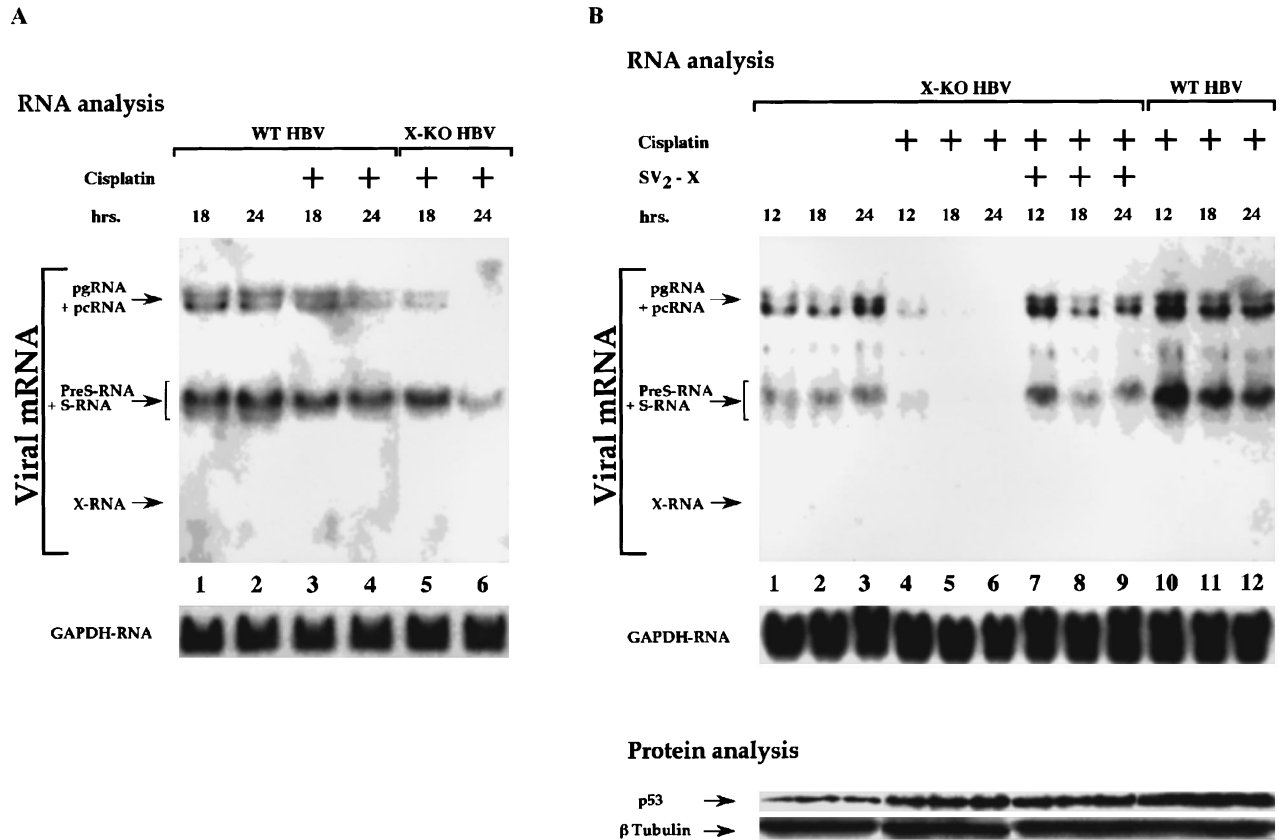 A
RNA analysis
WT HBV X-KO HBV
Cisplatin + + + +
hrs. 18 24 18 24 18 24
Viral mRNA
pgRNA
+ pcRNA
PreS-RNA
+ S-RNA
X-RNA
1 2 3 4 5 6
GAPDH-RNA
B
RNA analysis
X-KO HBV WT HBV
Cisplatin + + + + + + + + +
SV2 - X + + +
hrs. 12 18 24 12 18 24 12 18 24 12 18 24
Viral mRNA
pgRNA
+ pcRNA
PreS-RNA
+ S-RNA
X-RNA
1 2 3 4 5 6 7 8 9 10 11 12
GAPDH-RNA
Protein analysis
p53
β Tubulin